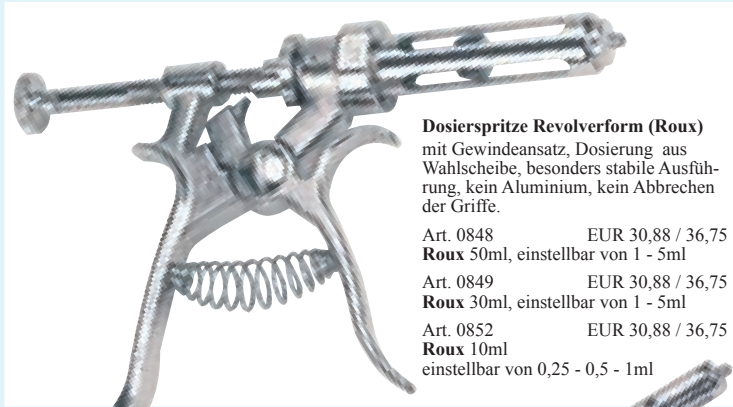 Dosierspritze Revolverform (Roux)
mit Gewindeansatz, Dosierung aus
Wahlscheibe, besonders stabile Ausfüh-
rung, kein Aluminium, kein Abbrechen
der Griffe.
Art. 0848 EUR 30,88 / 36,75
Roux 50ml, einstellbar von 1 - 5ml
Art. 0849 EUR 30,88 / 36,75
Roux 30ml, einstellbar von 1 - 5ml
Art. 0852 EUR 30,88 / 36,75
Roux 10ml
einstellbar von 0,25 - 0,5 - 1ml